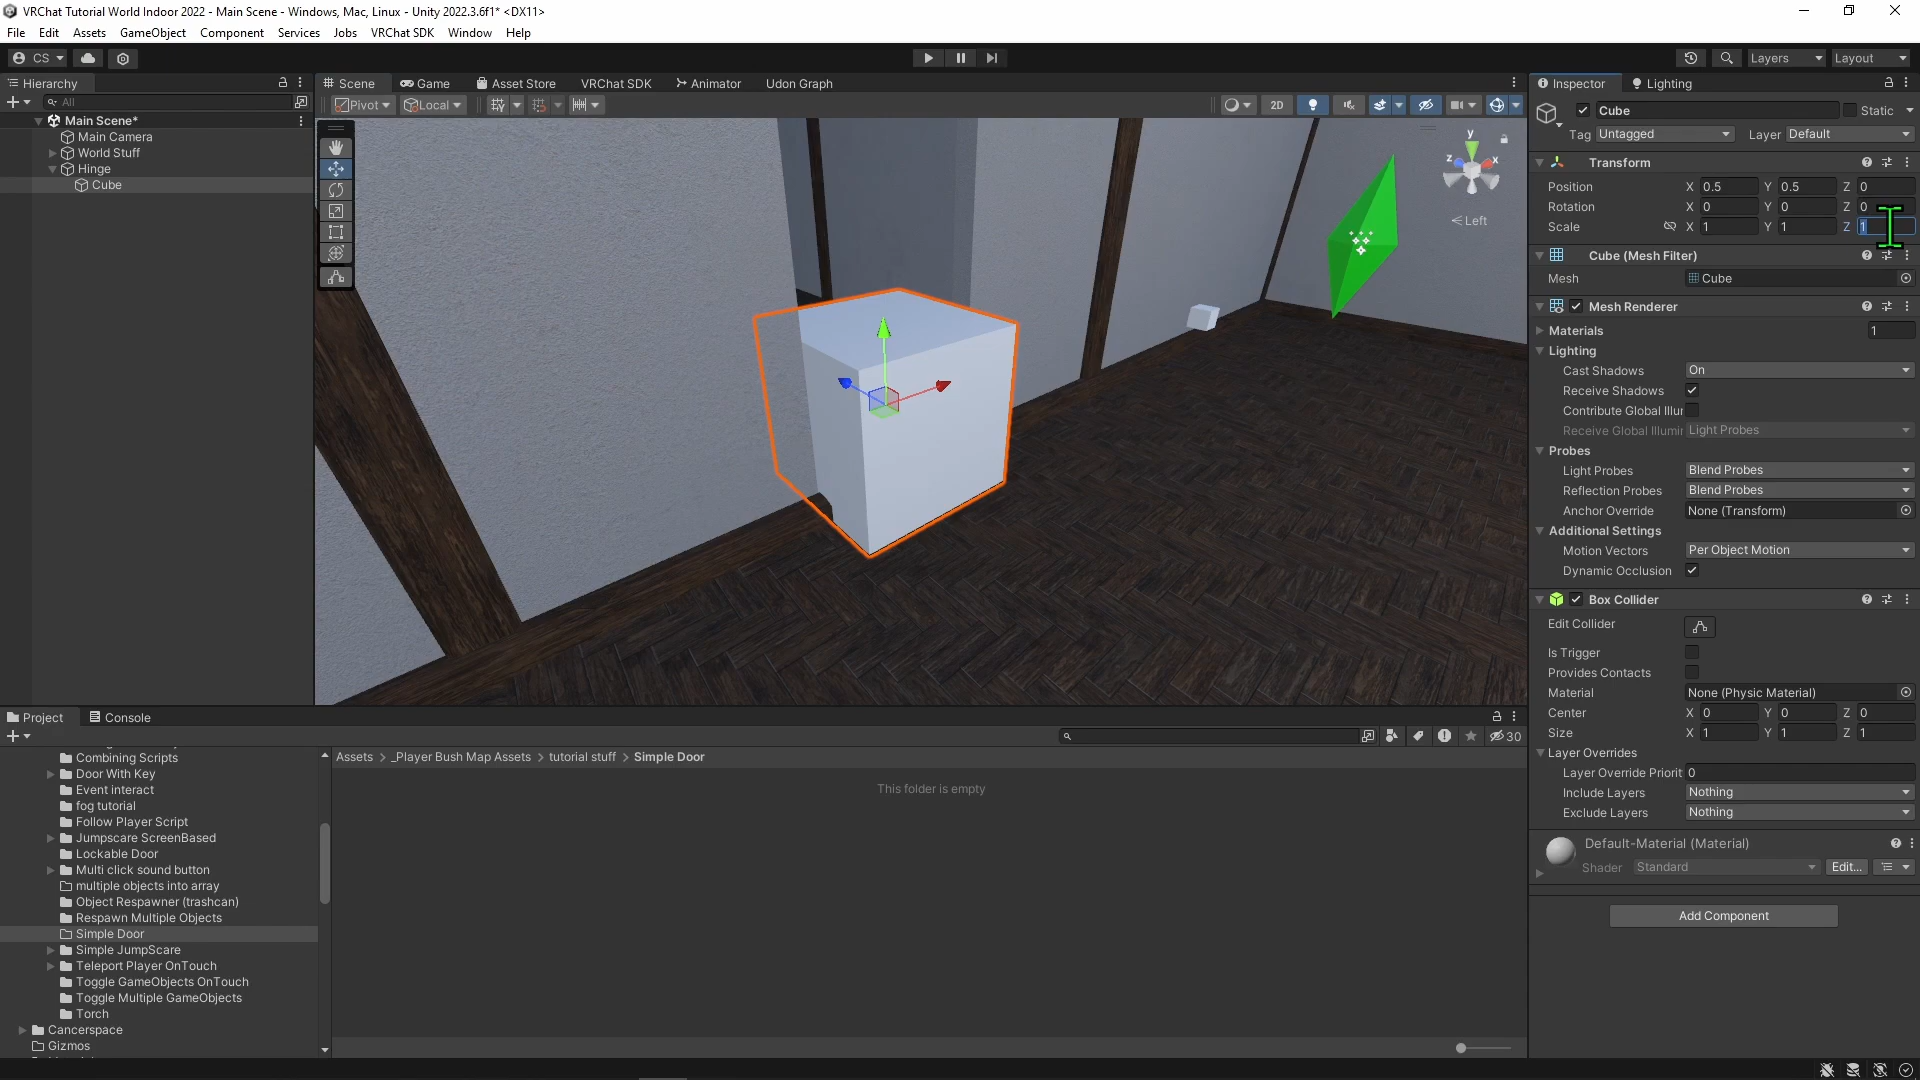 VRChat Tutorial World Indoor 2022 - Main Scene - Windows, Mac, Linux - Unity 2022.3.6f1* <DX11>
File Edit Assets GameObject Component Services Jobs VRChat SDK Window Help
CS Layers Layout
Hierarchy
All
Main Scene*
Main Camera
World Stuff
Hinge
Cube
Scene Game Asset Store VRChat SDK Animator Udon Graph
Pivot Local 2D
y
z x
< Left
Inspector Lighting
Cube Static
Tag Untagged Layer Default
Transform
Position X 0.5 Y 0.5 Z 0
Rotation X 0 Y 0 Z 0
Scale X 1 Y 1 Z 1
Cube (Mesh Filter)
Mesh Cube
Mesh Renderer
Materials 1
Lighting
Cast Shadows On
Receive Shadows
Contribute Global Illur
Receive Global Illumir Light Probes
Probes
Light Probes Blend Probes
Reflection Probes Blend Probes
Anchor Override None (Transform)
Additional Settings
Motion Vectors Per Object Motion
Dynamic Occlusion
Box Collider
Edit Collider
Is Trigger
Provides Contacts
Material None (Physic Material)
Center X 0 Y 0 Z 0
Size X 1 Y 1 Z 1
Layer Overrides
Layer Override Priorit 0
Include Layers Nothing
Exclude Layers Nothing
Default-Material (Material)
Shader Standard Edit...
Add Component
Project Console
30
Combining Scripts
Door With Key
Event interact
fog tutorial
Follow Player Script
Jumpscare ScreenBased
Lockable Door
Multi click sound button
multiple objects into array
Object Respawner (trashcan)
Respawn Multiple Objects
Simple Door
Simple JumpScare
Teleport Player OnTouch
Toggle GameObjects OnTouch
Toggle Multiple GameObjects
Torch
Cancerspace
Gizmos
Assets > _Player Bush Map Assets > tutorial stuff > Simple Door
This folder is empty